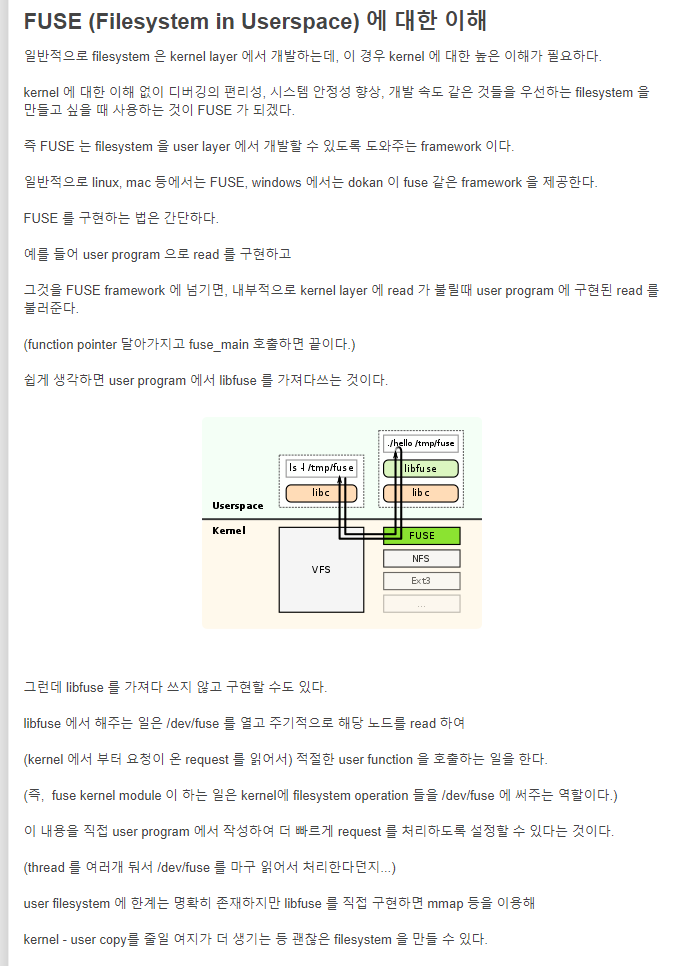 FUSE (Filesystem in Userspace) 에 대한 이해
일반적으로 filesystem 은 kernel layer 에서 개발하는데, 이 경우 kernel 에 대한 높은 이해가 필요하다.
kernel 에 대한 이해 없이 디버깅의 편리성, 시스템 안정성 향상, 개발 속도 같은 것들을 우선하는 filesystem 을
만들고 싶을 때 사용하는 것이 FUSE 가 되겠다.
즉 FUSE 는 filesystem 을 user layer 에서 개발할 수 있도록 도와주는 framework 이다.
일반적으로 linux, mac 등에서는 FUSE, windows 에서는 dokan 이 fuse 같은 framework 을 제공한다.
FUSE 를 구현하는 법은 간단하다.
예를 들어 user program 으로 read 를 구현하고
그것을 FUSE framework 에 넘기면, 내부적으로 kernel layer 에 read 가 불릴때 user program 에 구현된 read 를
불러준다.
(function pointer 달아가지고 fuse_main 호출하면 끝이다.)
쉽게 생각하면 user program 에서 libfuse 를 가져다쓰는 것이다.
./hello /tmp/fuse
ls -l /tmp/fuse
libfuse
libc
libc
Userspace
Kernel
FUSE
VFS
NFS
Ext3
...
그런데 libfuse 를 가져다 쓰지 않고 구현할 수도 있다.
libfuse 에서 해주는 일은 /dev/fuse 를 열고 주기적으로 해당 노드를 read 하여
(kernel 에서 부터 요청이 온 request 를 읽어서) 적절한 user function 을 호출하는 일을 한다.
(즉, fuse kernel module 이 하는 일은 kernel에 filesystem operation 들을 /dev/fuse 에 써주는 역할이다.)
이 내용을 직접 user program 에서 작성하여 더 빠르게 request 를 처리하도록 설정할 수 있다는 것이다.
(thread 를 여러개 둬서 /dev/fuse 를 마구 읽어서 처리한다던지...)
user filesystem 에 한계는 명확히 존재하지만 libfuse 를 직접 구현하면 mmap 등을 이용해
kernel - user copy를 줄일 여지가 더 생기는 등 괜찮은 filesystem 을 만들 수 있다.